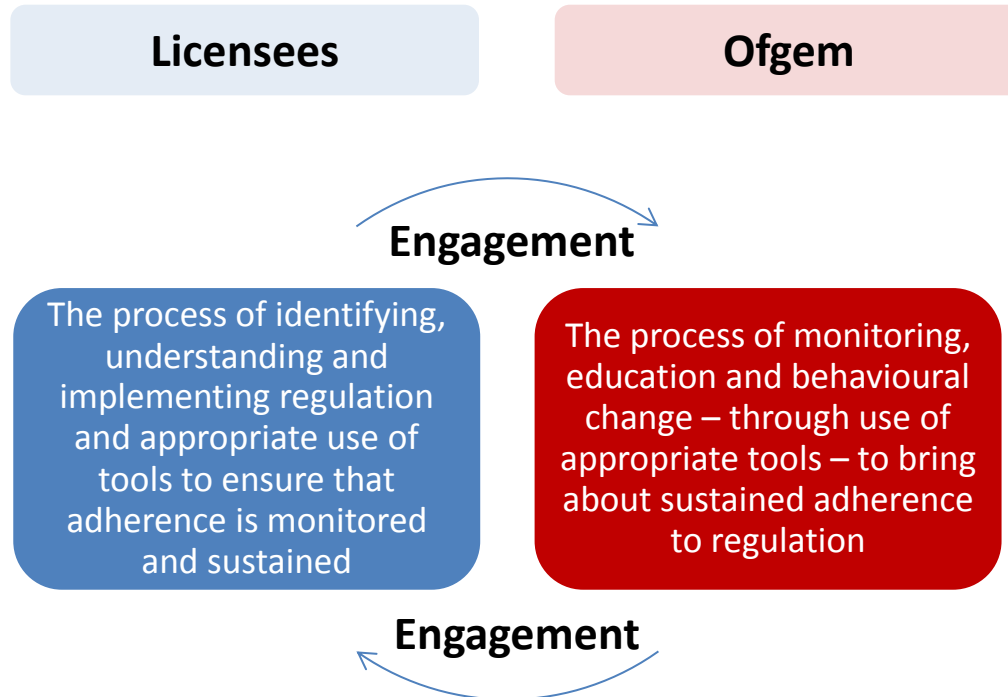 Licensees
Ofgem
Engagement
The process of identifying,
understanding and
implementing regulation
and appropriate use of
tools to ensure that
adherence is monitored
and sustained
The process of monitoring,
education and behavioural
change – through use of
appropriate tools – to bring
about sustained adherence
to regulation
Engagement